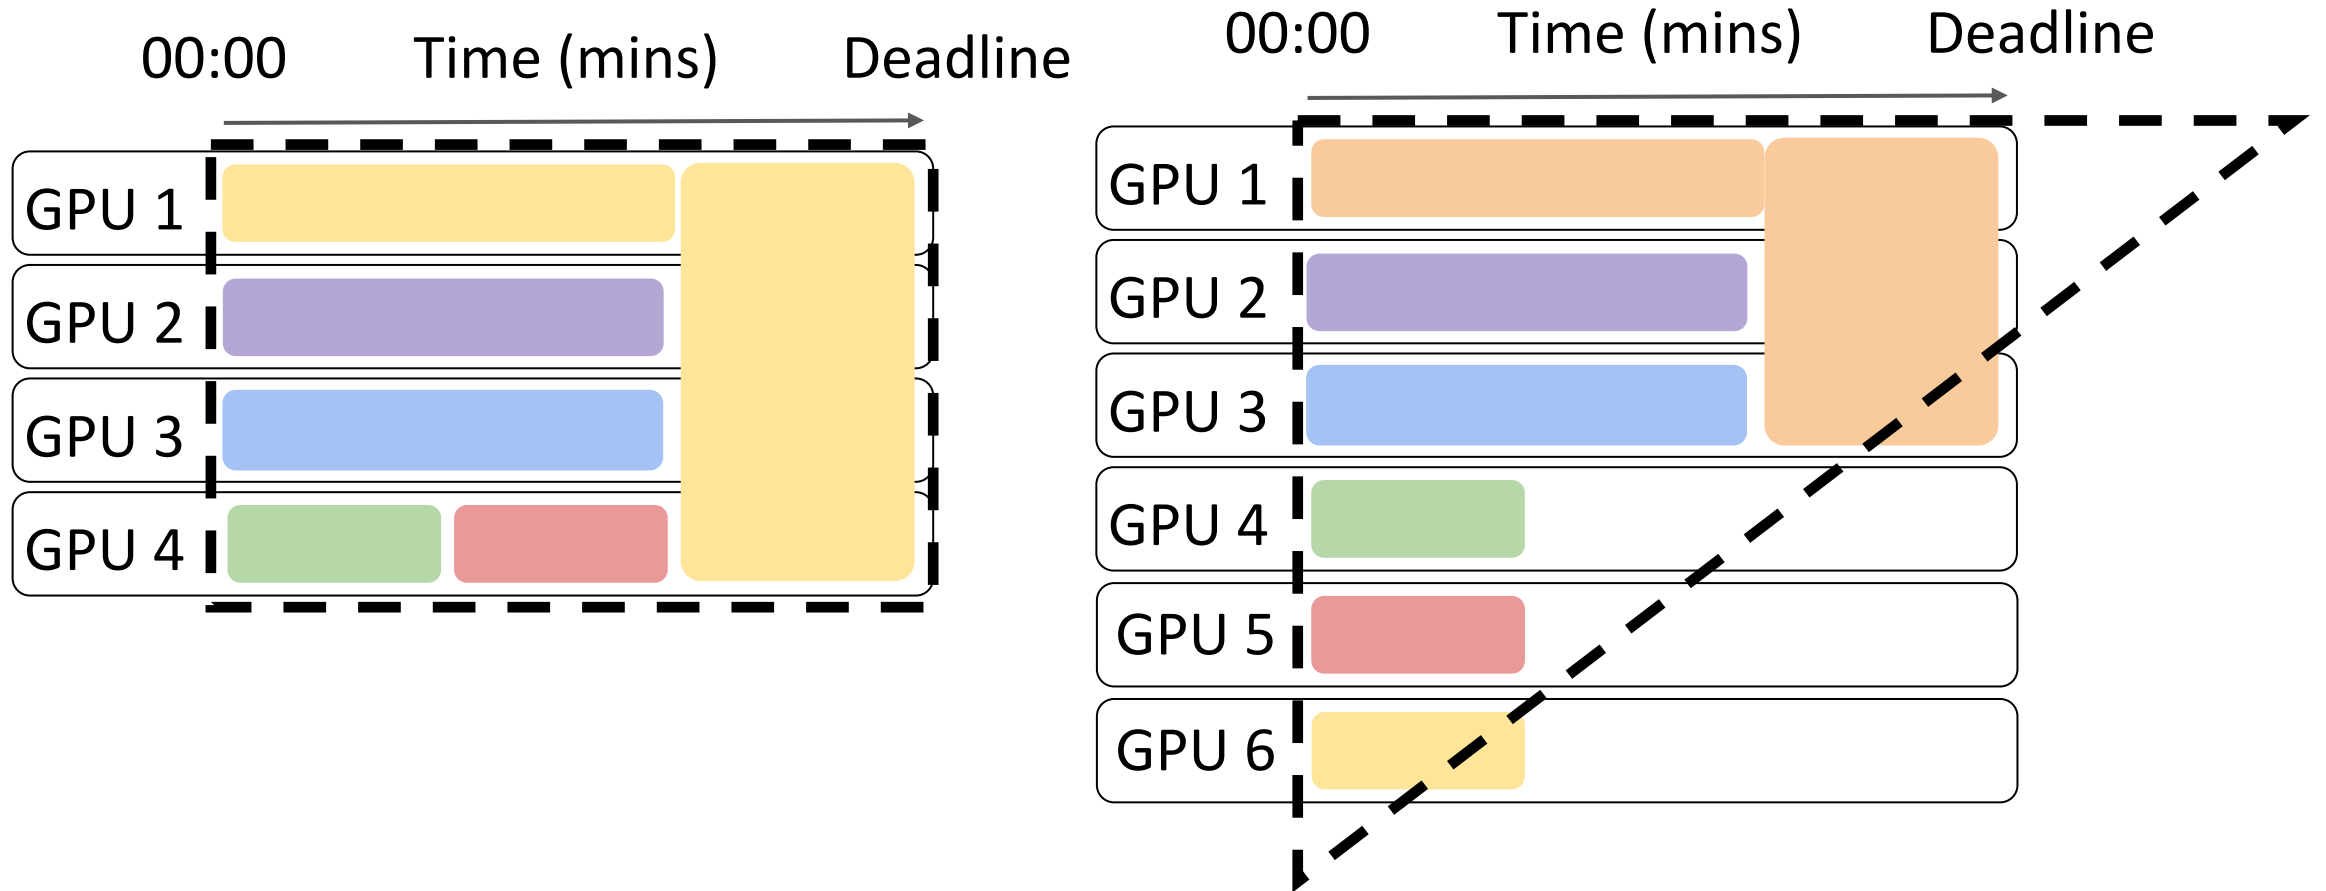 00:00 Time (mins) Deadline
GPU 1
GPU 2
GPU 3
GPU 4
00:00 Time (mins) Deadline
GPU 1
GPU 2
GPU 3
GPU 4
GPU 5
GPU 6